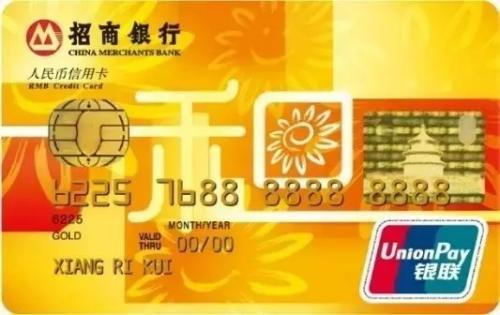 招商银行
CHINA MERCHANTS BANK
人民币信用卡
RMB Credit Card
和
6225 7688 8888 8888
6225
GOLD
MONTH/YEAR
VALID THRU 00/00
XIANG RI KUI
UnionPay
银联